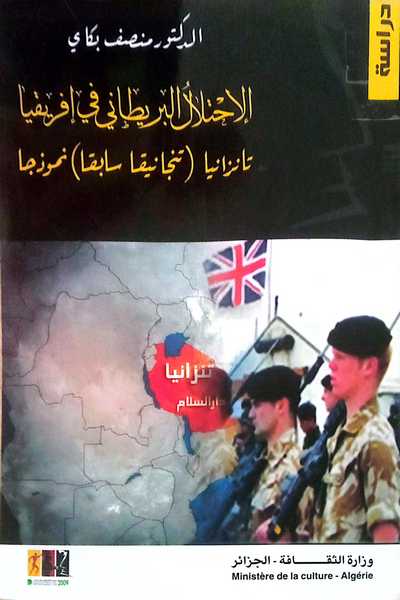 دراسة
الدكتور منصف بكاي
الاحتلال البريطاني في إفريقيا
تانزانيا (تنجانيقا سابقا) نموذجا
تنزانيا
دار السلام
وزارة الثقافة - الجزائر
Ministère de la culture - Algérie
2009